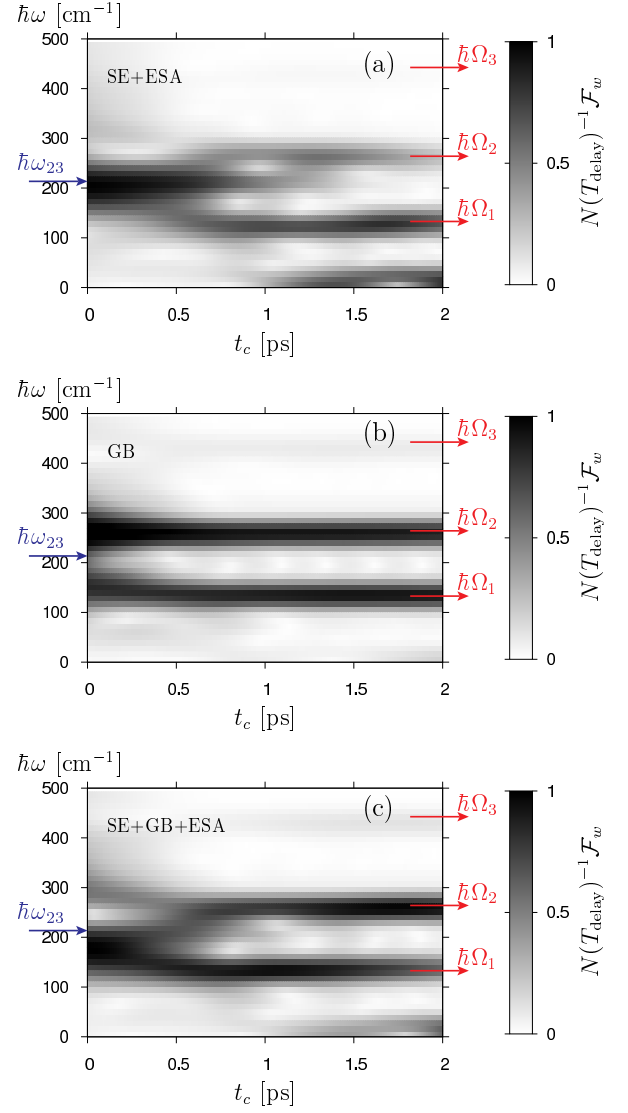 ħω [cm⁻¹]
500
400
300
200
100
0
SE+ESA
(a)
ħω₂₃
ħΩ₃
ħΩ₂
ħΩ₁
0 0.5 1 1.5 2
t_c [ps]
1
0.5
0
N(T_delay)⁻¹ℱ_w
ħω [cm⁻¹]
500
400
300
200
100
0
GB
(b)
ħω₂₃
ħΩ₃
ħΩ₂
ħΩ₁
0 0.5 1 1.5 2
t_c [ps]
1
0.5
0
N(T_delay)⁻¹ℱ_w
ħω [cm⁻¹]
500
400
300
200
100
0
SE+GB+ESA
(c)
ħω₂₃
ħΩ₃
ħΩ₂
ħΩ₁
0 0.5 1 1.5 2
t_c [ps]
1
0.5
0
N(T_delay)⁻¹ℱ_w